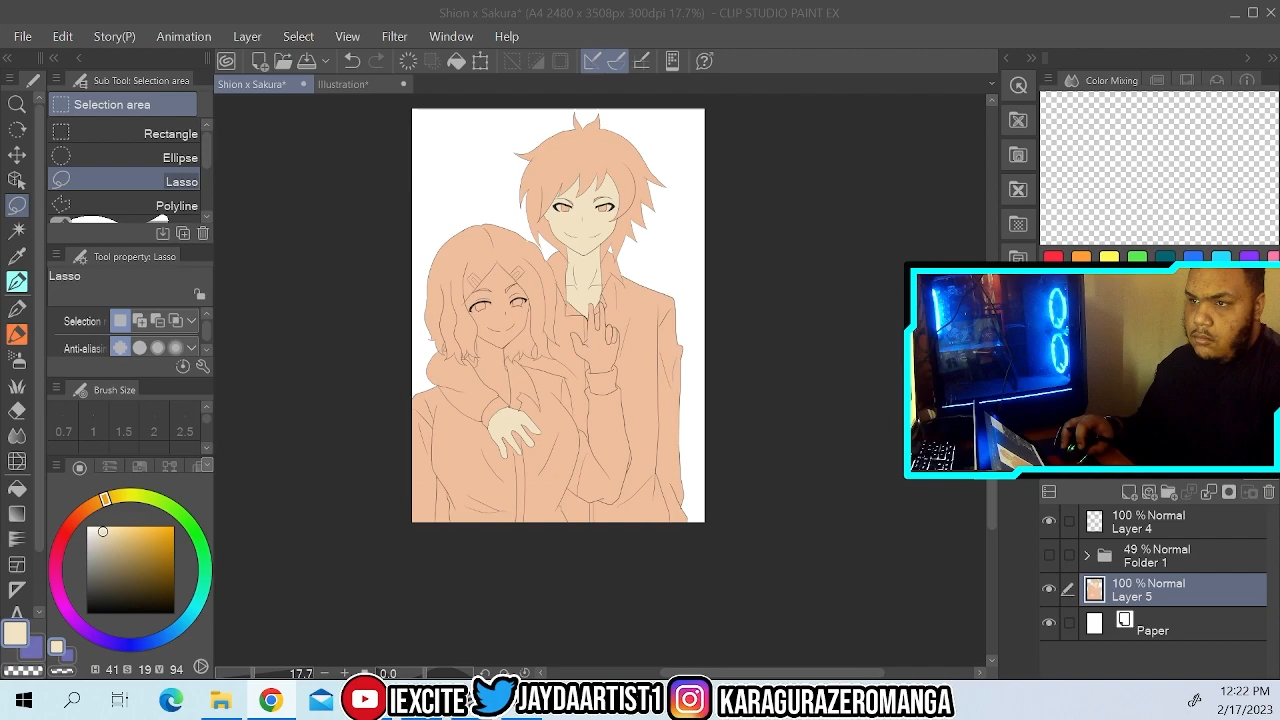 Shion x Sakura* (A4 2480 x 3508px 300dpi 17.7%) - CLIP STUDIO PAINT EX
File Edit Story(P) Animation Layer Select View Filter Window Help
Sub Tool: Selection area
Shion x Sakura*
Illustration*
Color Mixing
Selection area
Rectangle
Ellipse
Lasso
Polyline
Tool property: Lasso
Lasso
Selection
Anti-alias
Brush Size
0.7 1 1.5 2 2.5
100 % Normal
Layer 4
49 % Normal
Folder 1
100 % Normal
Layer 5
Paper
H 41 S 19 V 94
17.7
0.0
IEXCITE
JAYDAARTIST1
KARAGURAZEROMANGA
12:22 PM
2/17/2023